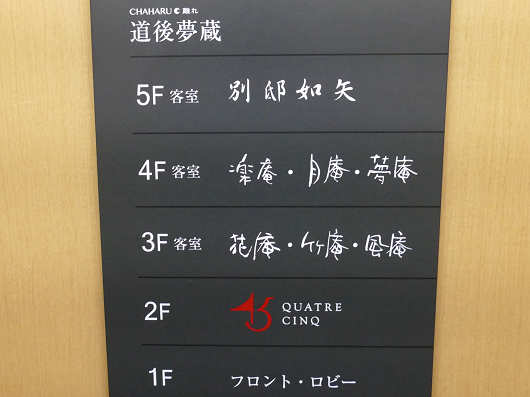 CHAHARU 離れ
道後夢蔵
5F 客室 別邸如矢
4F 客室 楽庵・月庵・夢庵
3F 客室 花庵・竹庵・風庵
2F 45 QUATRE
CINQ
1F フロント・ロビー